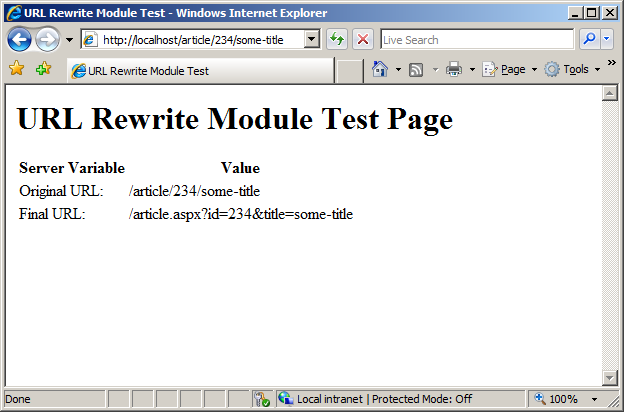 URL Rewrite Module Test - Windows Internet Explorer
http://localhost/article/234/some-title
Live Search
URL Rewrite Module Test
Page
Tools
»
URL Rewrite Module Test Page
Server Variable Value
Original URL: /article/234/some-title
Final URL: /article.aspx?id=234&title=some-title
Done
Local intranet | Protected Mode: Off
100%